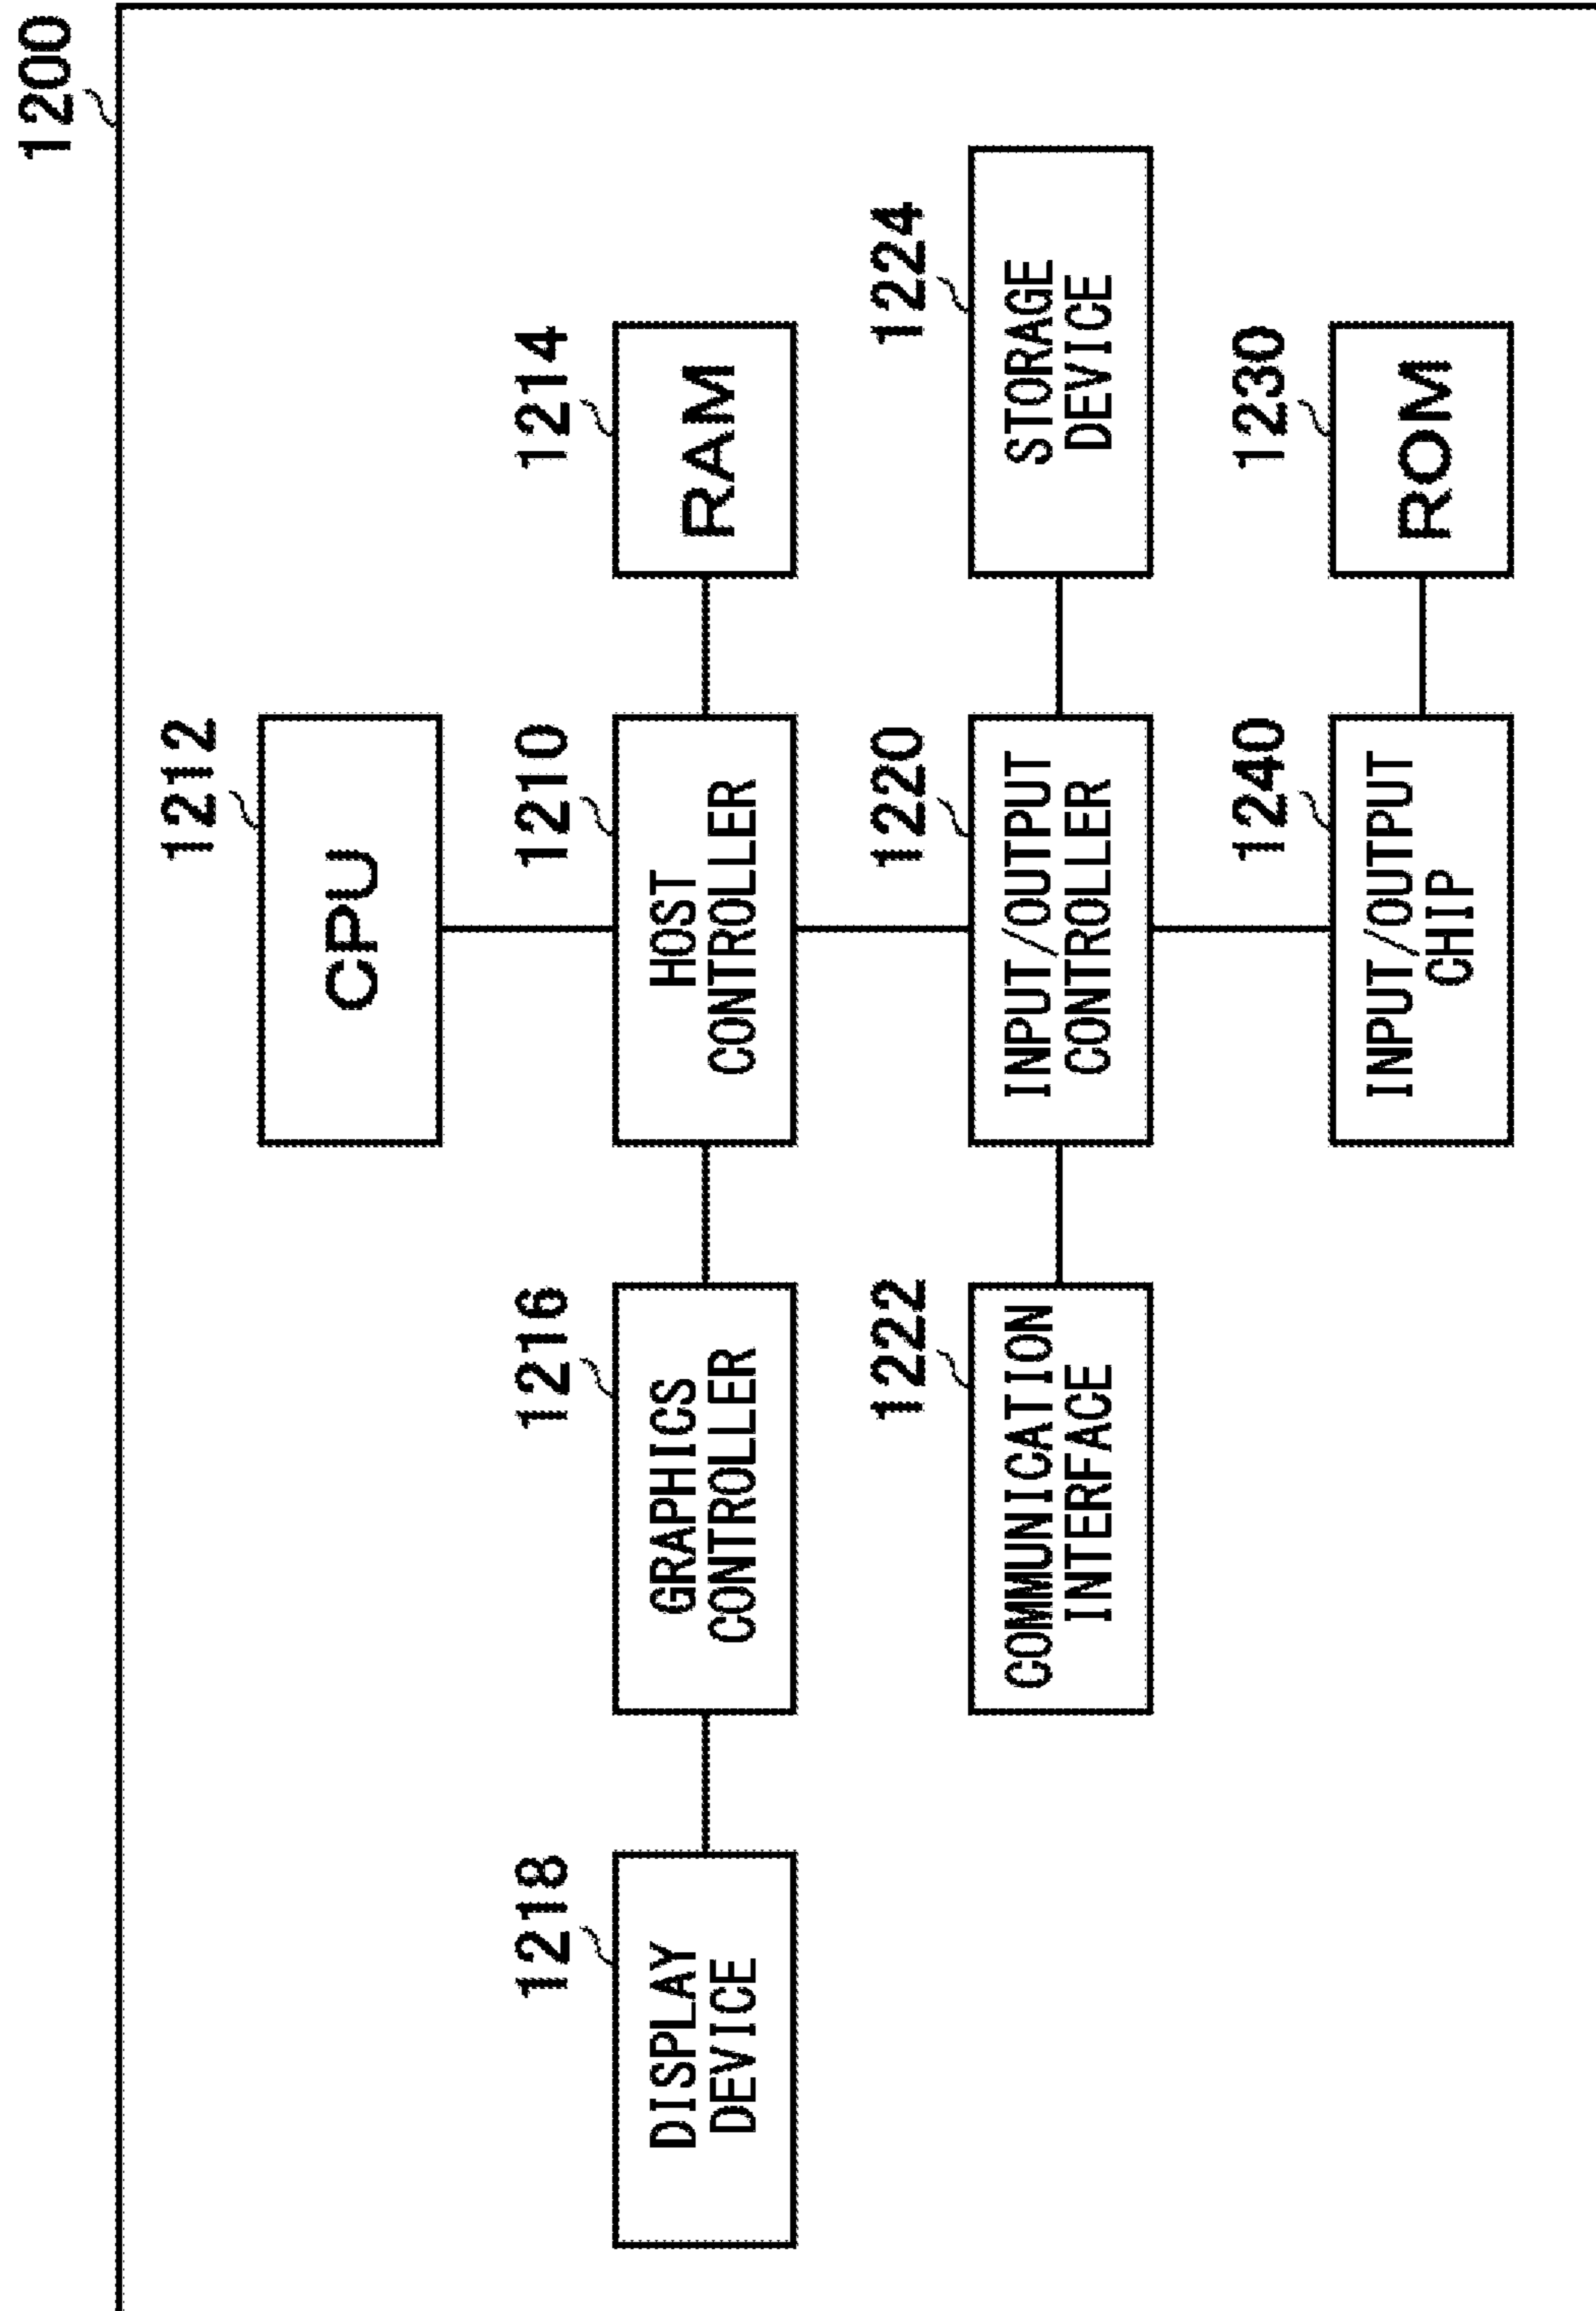 1200
1212
CPU
1218
DISPLAY
DEVICE
1216
GRAPHICS
CONTROLLER
1210
HOST
CONTROLLER
1214
RAM
1222
COMMUNICATION
INTERFACE
1220
INPUT/OUTPUT
CONTROLLER
1224
STORAGE
DEVICE
1240
INPUT/OUTPUT
CHIP
1230
ROM